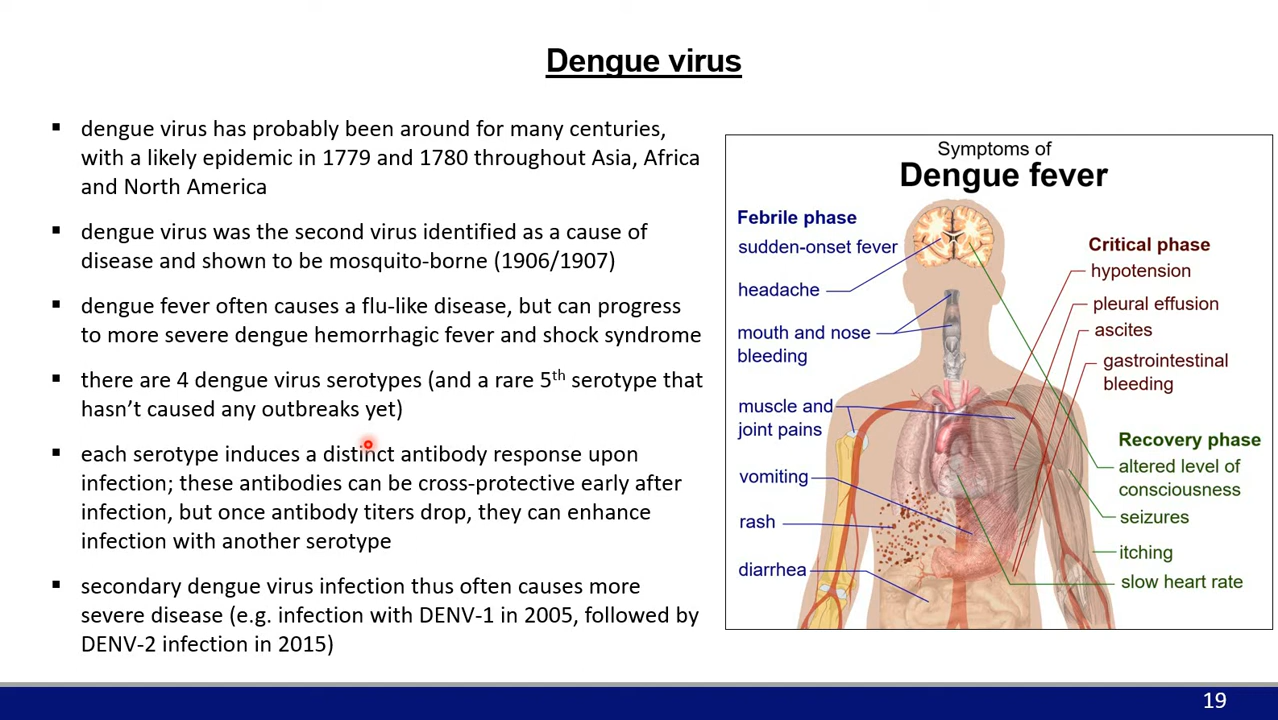 Dengue virus
▪ dengue virus has probably been around for many centuries,
with a likely epidemic in 1779 and 1780 throughout Asia, Africa
and North America
▪ dengue virus was the second virus identified as a cause of
disease and shown to be mosquito-borne (1906/1907)
▪ dengue fever often causes a flu-like disease, but can progress
to more severe dengue hemorrhagic fever and shock syndrome
▪ there are 4 dengue virus serotypes (and a rare 5th serotype that
hasn't caused any outbreaks yet)
▪ each serotype induces a distinct antibody response upon
infection; these antibodies can be cross-protective early after
infection, but once antibody titers drop, they can enhance
infection with another serotype
▪ secondary dengue virus infection thus often causes more
severe disease (e.g. infection with DENV-1 in 2005, followed by
DENV-2 infection in 2015)
Symptoms of
Dengue fever
Febrile phase
sudden-onset fever
headache
mouth and nose
bleeding
muscle and
joint pains
vomiting
rash
diarrhea
Critical phase
hypotension
pleural effusion
ascites
gastrointestinal
bleeding
Recovery phase
altered level of
consciousness
seizures
itching
slow heart rate
19